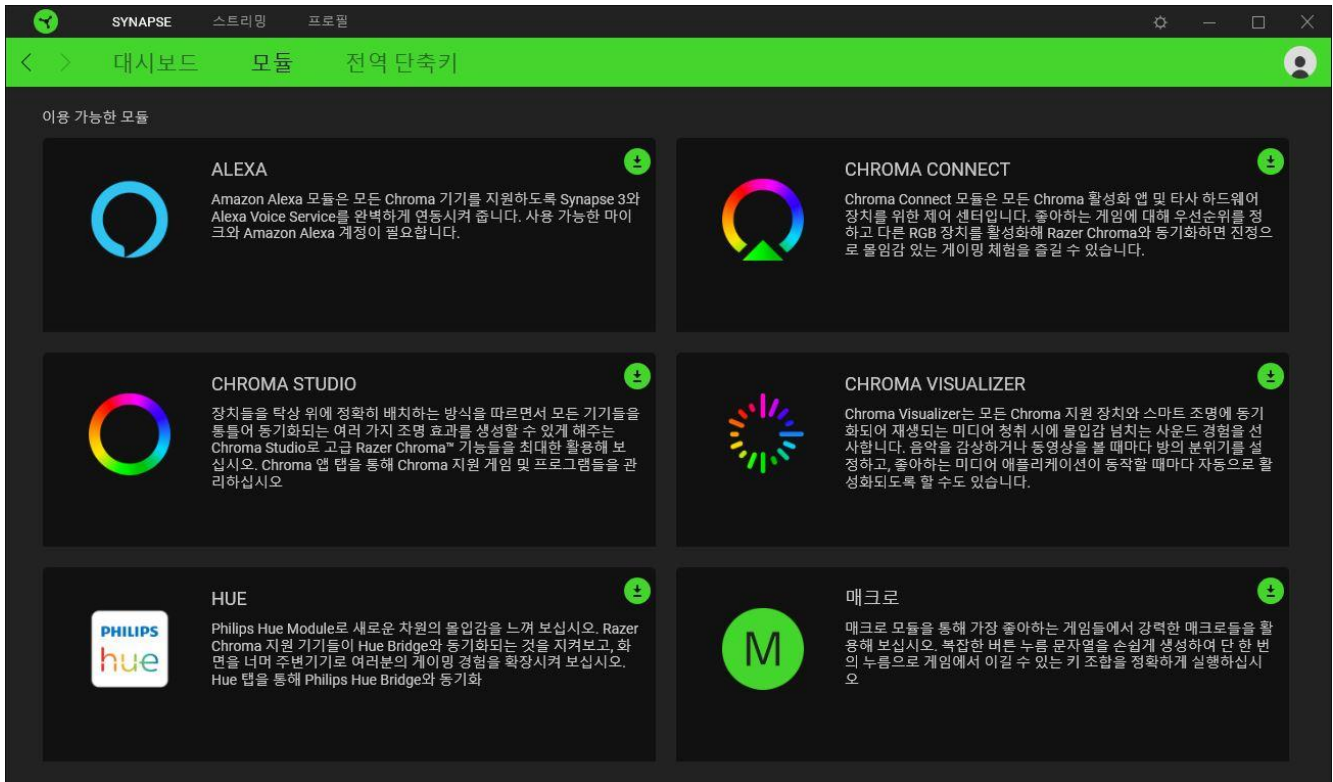 SYNAPSE 스트리밍 프로필
대시보드 모듈 전역 단축키
이용 가능한 모듈
ALEXA
Amazon Alexa 모듈은 모든 Chroma 기기를 지원하도록 Synapse 3와
Alexa Voice Service를 완벽하게 연동시켜 줍니다. 사용 가능한 마이
크와 Amazon Alexa 계정이 필요합니다.
CHROMA CONNECT
Chroma Connect 모듈은 모든 Chroma 활성화 앱 및 타사 하드웨어
장치를 위한 제어 센터입니다. 좋아하는 게임에 대해 우선순위를 정
하고 다른 RGB 장치를 활성화해 Razer Chroma와 동기화하면 진정으
로 몰입감 있는 게이밍 체험을 즐길 수 있습니다.
CHROMA STUDIO
장치들을 탁상 위에 정확히 배치하는 방식을 따르면서 모든 기기들을
통틀어 동기화되는 여러 가지 조명 효과를 생성할 수 있게 해주는
Chroma Studio로 고급 Razer Chroma™ 기능들을 최대한 활용해 보
십시오. Chroma 앱 탭을 통해 Chroma 지원 게임 및 프로그램들을 관
리하십시오
CHROMA VISUALIZER
Chroma Visualizer는 모든 Chroma 지원 장치와 스마트 조명에 동기
화되어 재생되는 미디어 청취 시에 몰입감 넘치는 사운드 경험을 선
사합니다. 음악을 감상하거나 동영상을 볼 때마다 방의 분위기를 설
정하고, 좋아하는 미디어 애플리케이션이 동작할 때마다 자동으로 활
성화되도록 할 수도 있습니다.
PHILIPS
hue
HUE
Philips Hue Module로 새로운 차원의 몰입감을 느껴 보십시오. Razer
Chroma 지원 기기들이 Hue Bridge와 동기화되는 것을 지켜보고, 화
면을 너머 주변기기로 여러분의 게이밍 경험을 확장시켜 보십시오.
Hue 탭을 통해 Philips Hue Bridge와 동기화
M
매크로
매크로 모듈을 통해 가장 좋아하는 게임들에서 강력한 매크로들을 활
용해 보십시오. 복잡한 버튼 누름 문자열을 손쉽게 생성하여 단 한 번
의 누름으로 게임에서 이길 수 있는 키 조합을 정확하게 실행하십시
오